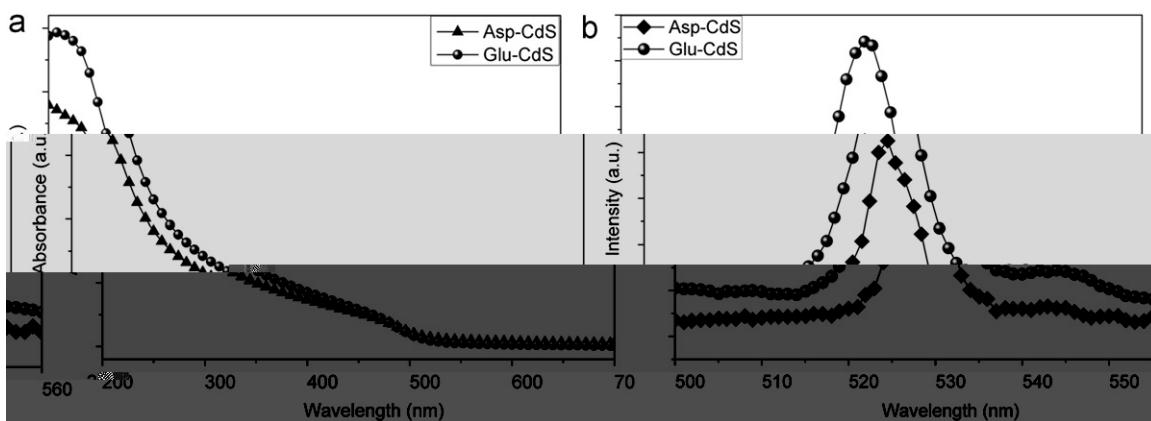 a
Asp-CdS
Glu-CdS
Absorbance (a.u.)
560
200 300 400 500 600 70
Wavelength (nm)
b
Asp-CdS
Glu-CdS
Intensity (a.u.)
500 510 520 530 540 550
Wavelength (nm)